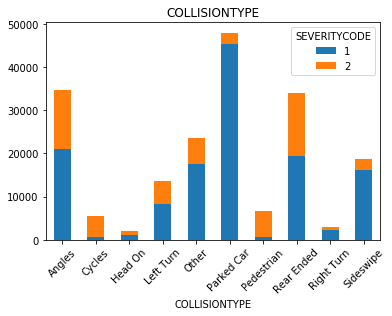 COLLISIONTYPE
SEVERITYCODE
1
2
50000
40000
30000
20000
10000
0
Angles
Cycles
Head On
Left Turn
Other
Parked Car
Pedestrian
Rear Ended
Right Turn
Sideswipe
COLLISIONTYPE